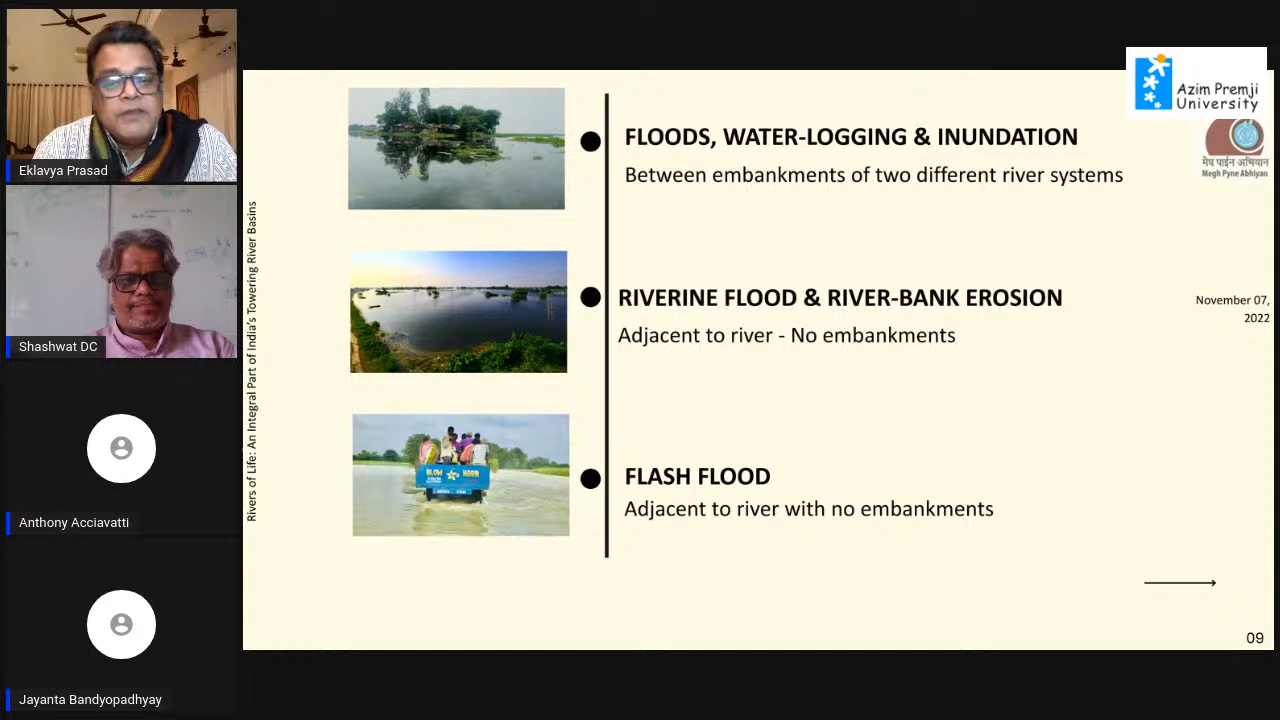 Eklavya Prasad
Shashwat DC
Anthony Acciavatti
Jayanta Bandyopadhyay
Rivers of Life: An Integral Part of India's Towering River Basins
FLOODS, WATER-LOGGING & INUNDATION
Between embankments of two different river systems
RIVERINE FLOOD & RIVER-BANK EROSION
Adjacent to river - No embankments
BLOW HORN
FLASH FLOOD
Adjacent to river with no embankments
Azim Premji
University
मेघ पाईन अभियान
Megh Pyne Abhiyan
November 07,
2022
09